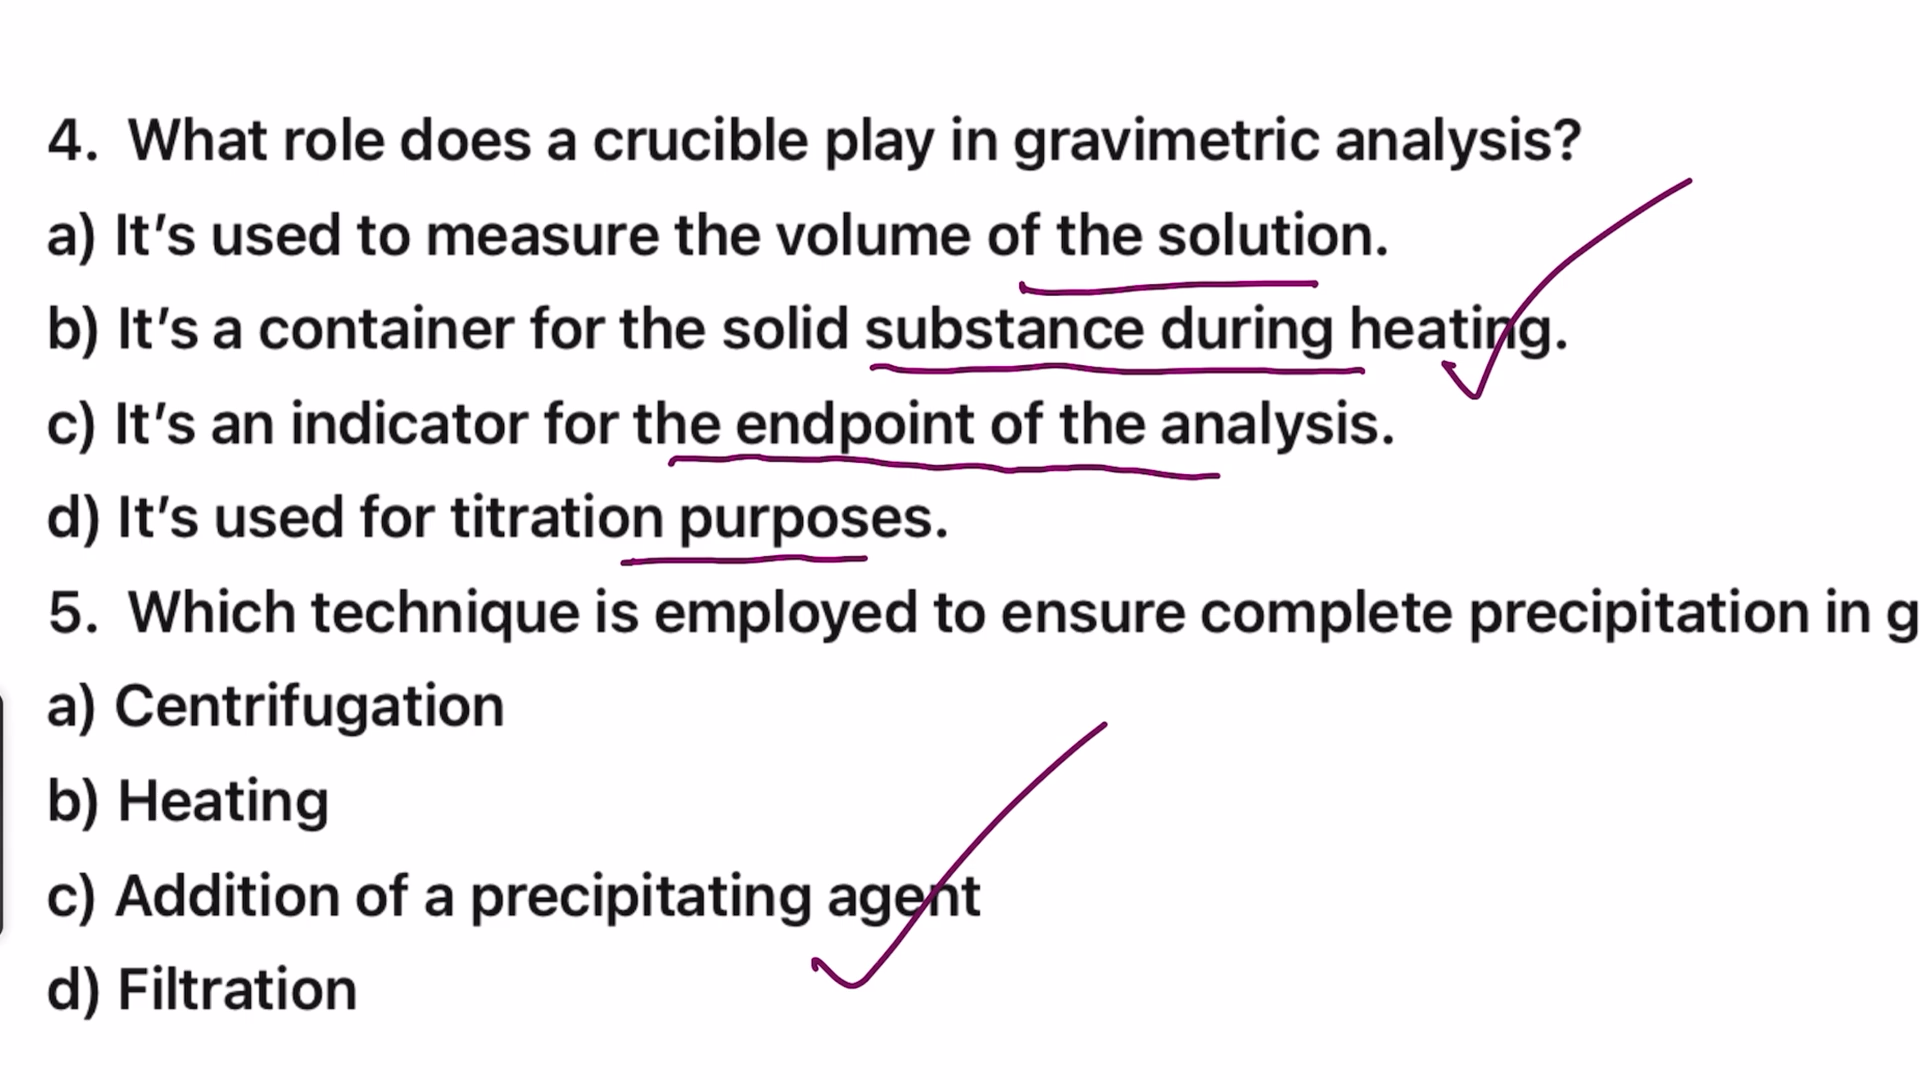 4. What role does a crucible play in gravimetric analysis?
a) It’s used to measure the volume of the solution.
b) It’s a container for the solid substance during heating.
c) It’s an indicator for the endpoint of the analysis.
d) It’s used for titration purposes.
5. Which technique is employed to ensure complete precipitation in g
a) Centrifugation
b) Heating
c) Addition of a precipitating agent
d) Filtration